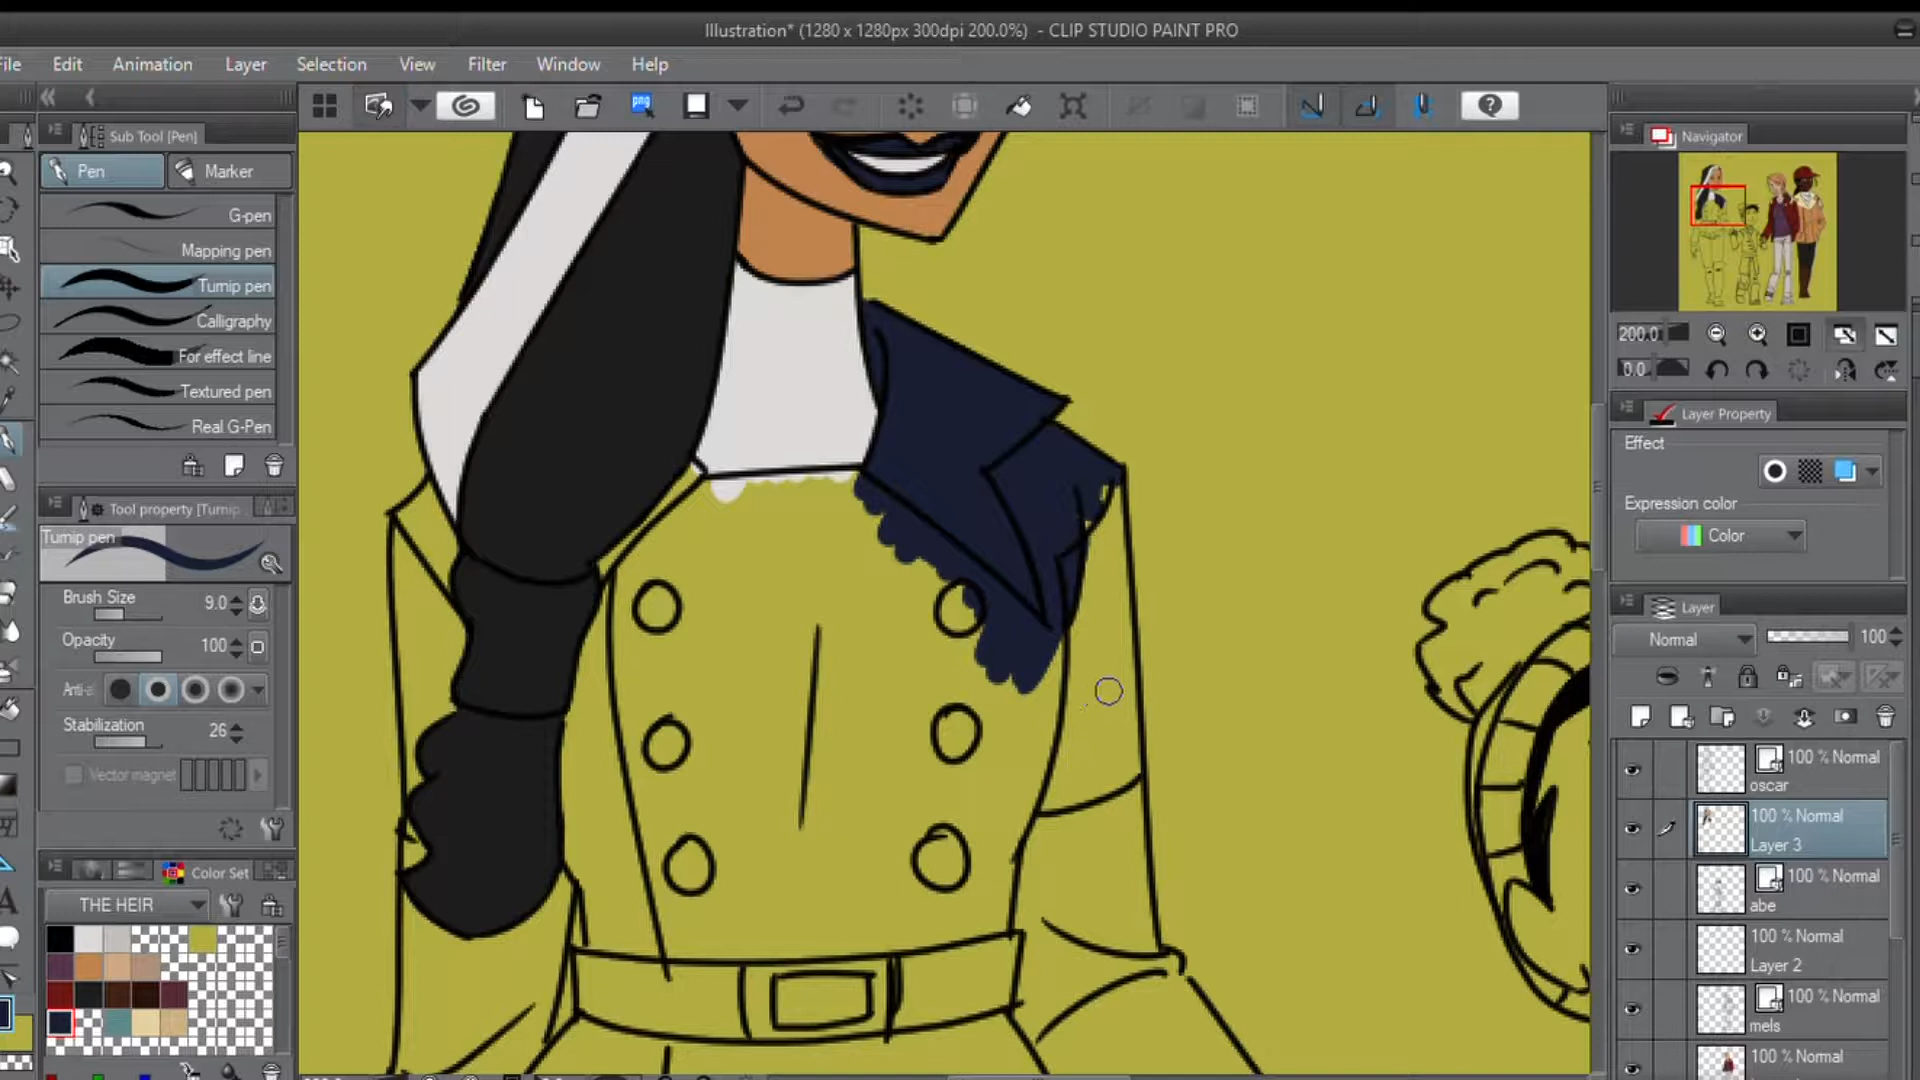 Illustration* (1280 x 1280px 300dpi 200.0%) - CLIP STUDIO PAINT PRO
File Edit Animation Layer Selection View Filter Window Help
Sub Tool [Pen]
Pen Marker
G-pen
Mapping pen
Turnip pen
Calligraphy
For effect line
Textured pen
Real G-Pen
Tool property [Turnip
Turnip pen
Brush Size 9.0
Opacity 100
Anti-a
Stabilization 26
Vector magnet
Color Set
THE HEIR
png
Navigator
200.0
0.0
Layer Property
Effect
Expression color
Color
Layer
Normal 100
100 % Normal
oscar
100 % Normal
Layer 3
100 % Normal
abe
100 % Normal
Layer 2
100 % Normal
mels
100 % Normal